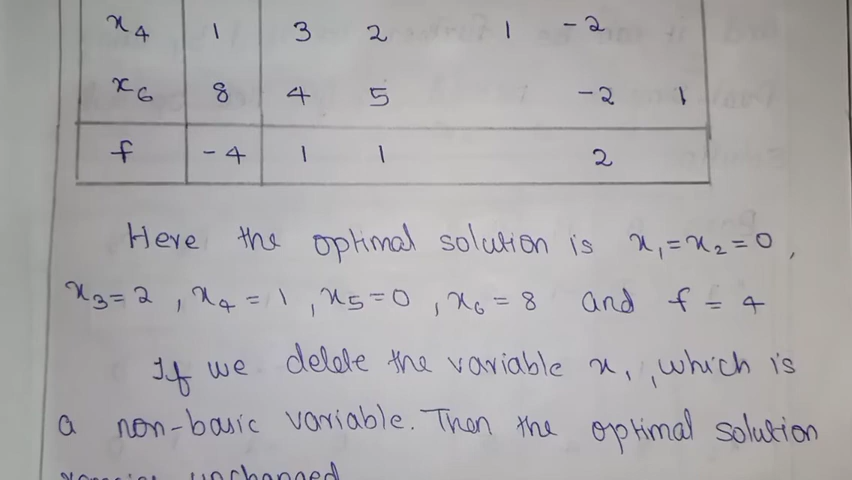 x₄ 1 3 2 1 -2
x₆ 8 4 5 -2 1
f -4 1 1 2
Here the optimal solution is x₁=x₂=0,
x₃=2, x₄=1, x₅=0, x₆=8 and f=4
If we delete the variable x₁, which is
a non-basic variable. Then the optimal solution
unchanged